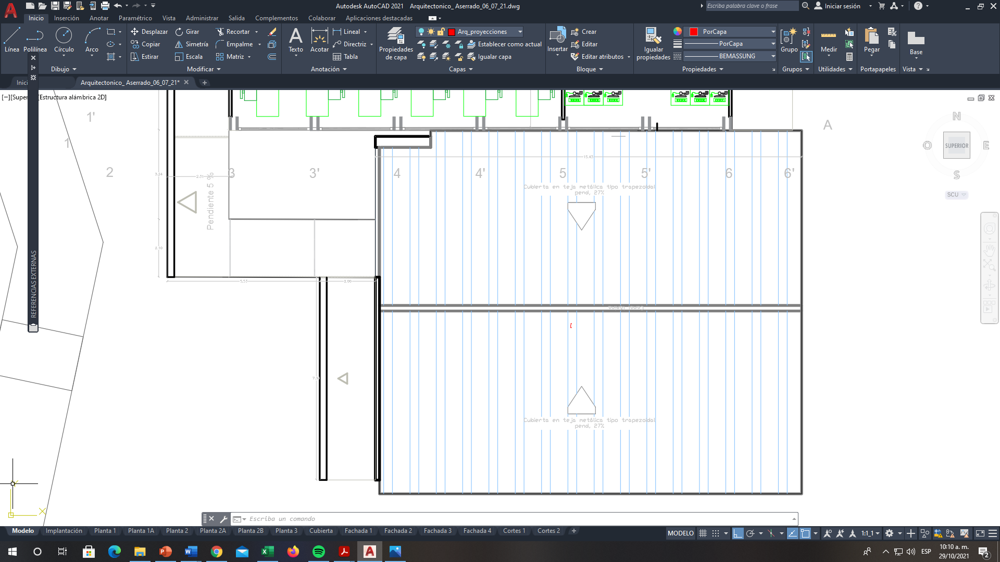 Autodesk AutoCAD 2021 Arquitectonico_ Aserrado_06_07_21.dwg
Escriba palabra clave o frase
Iniciar sesión
Inicio Inserción Anotar Paramétrico Vista Administrar Salida Complementos Colaborar Aplicaciones destacadas
Línea Polilínea Círculo Arco
Desplazar Girar Recortar
Copiar Simetría Empalme
Estirar Escala Matriz
Texto Acotar
Lineal
Directriz
Tabla
Propiedades de capa
Arq_proyecciones
Establecer como actual
Igualar capa
Insertar
Crear
Editar
Editar atributos
Igualar propiedades
PorCapa
PorCapa
BEMASSUNG
Grupo
Medir
Pegar
Base
Dibujo Modificar Anotación Capas Bloque Propiedades Grupos Utilidades Portapapeles Vista
Inici
Arquitectonico_ Aserrado_06_07_21*
[−][Super
[Estructura alámbrica 2D]
1'
1
2
3
3'
4
4'
5
5'
6
6'
A
N
O
SUPERIOR
E
S
SCU
15.43
3.24
2.31
Pendiente 5 %
2.10
5.53
2.00
Cubierta en teja metálica tipo trapezoidal
pend, 27%
Cubierta en teja metálica tipo trapezoidal
pend, 27%
REFERENCIAS EXTERNAS
X
Escriba un comando
Modelo Implantación Planta 1 Planta 1A Planta 2 Planta 2A Planta 2B Planta 3 Cubierta Fachada 1 Fachada 2 Fachada 3 Fachada 4 Cortes 1 Cortes 2
MODELO
1:1_1
ESP
10:10 a. m.
29/10/2021
2